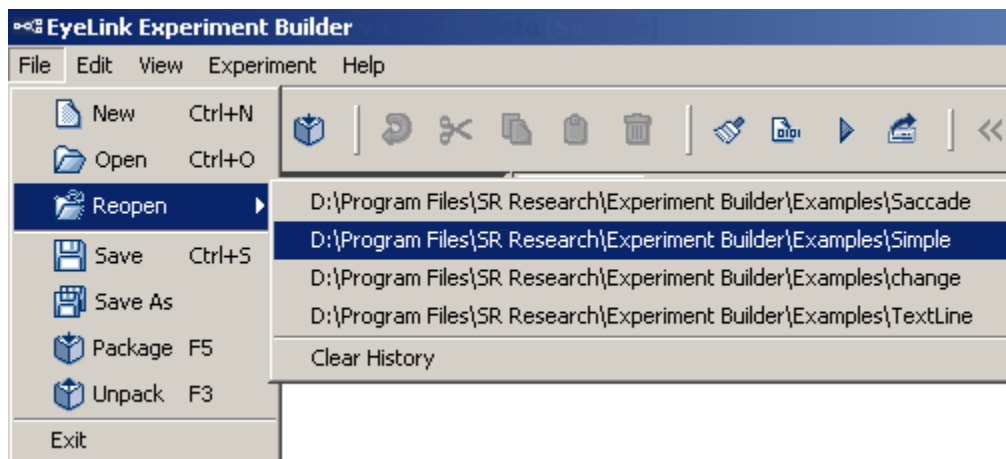 EyeLink Experiment Builder
File Edit View Experiment Help
New Ctrl+N
Open Ctrl+O
Reopen
D:\Program Files\SR Research\Experiment Builder\Examples\Saccade
D:\Program Files\SR Research\Experiment Builder\Examples\Simple
D:\Program Files\SR Research\Experiment Builder\Examples\change
D:\Program Files\SR Research\Experiment Builder\Examples\TextLine
Clear History
Save Ctrl+S
Save As
Package F5
Unpack F3
Exit